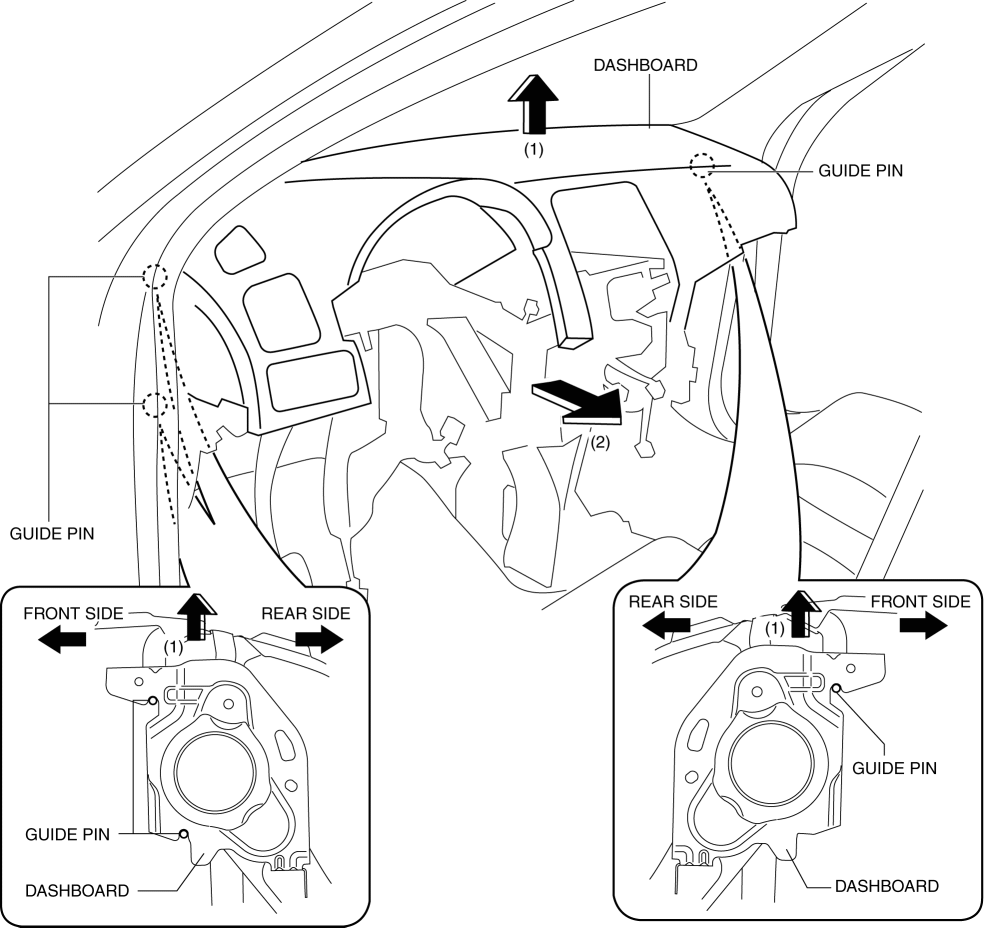 DASHBOARD
(1)
GUIDE PIN
(2)
GUIDE PIN
FRONT SIDE
REAR SIDE
(1)
GUIDE PIN
DASHBOARD
REAR SIDE
FRONT SIDE
(1)
GUIDE PIN
DASHBOARD